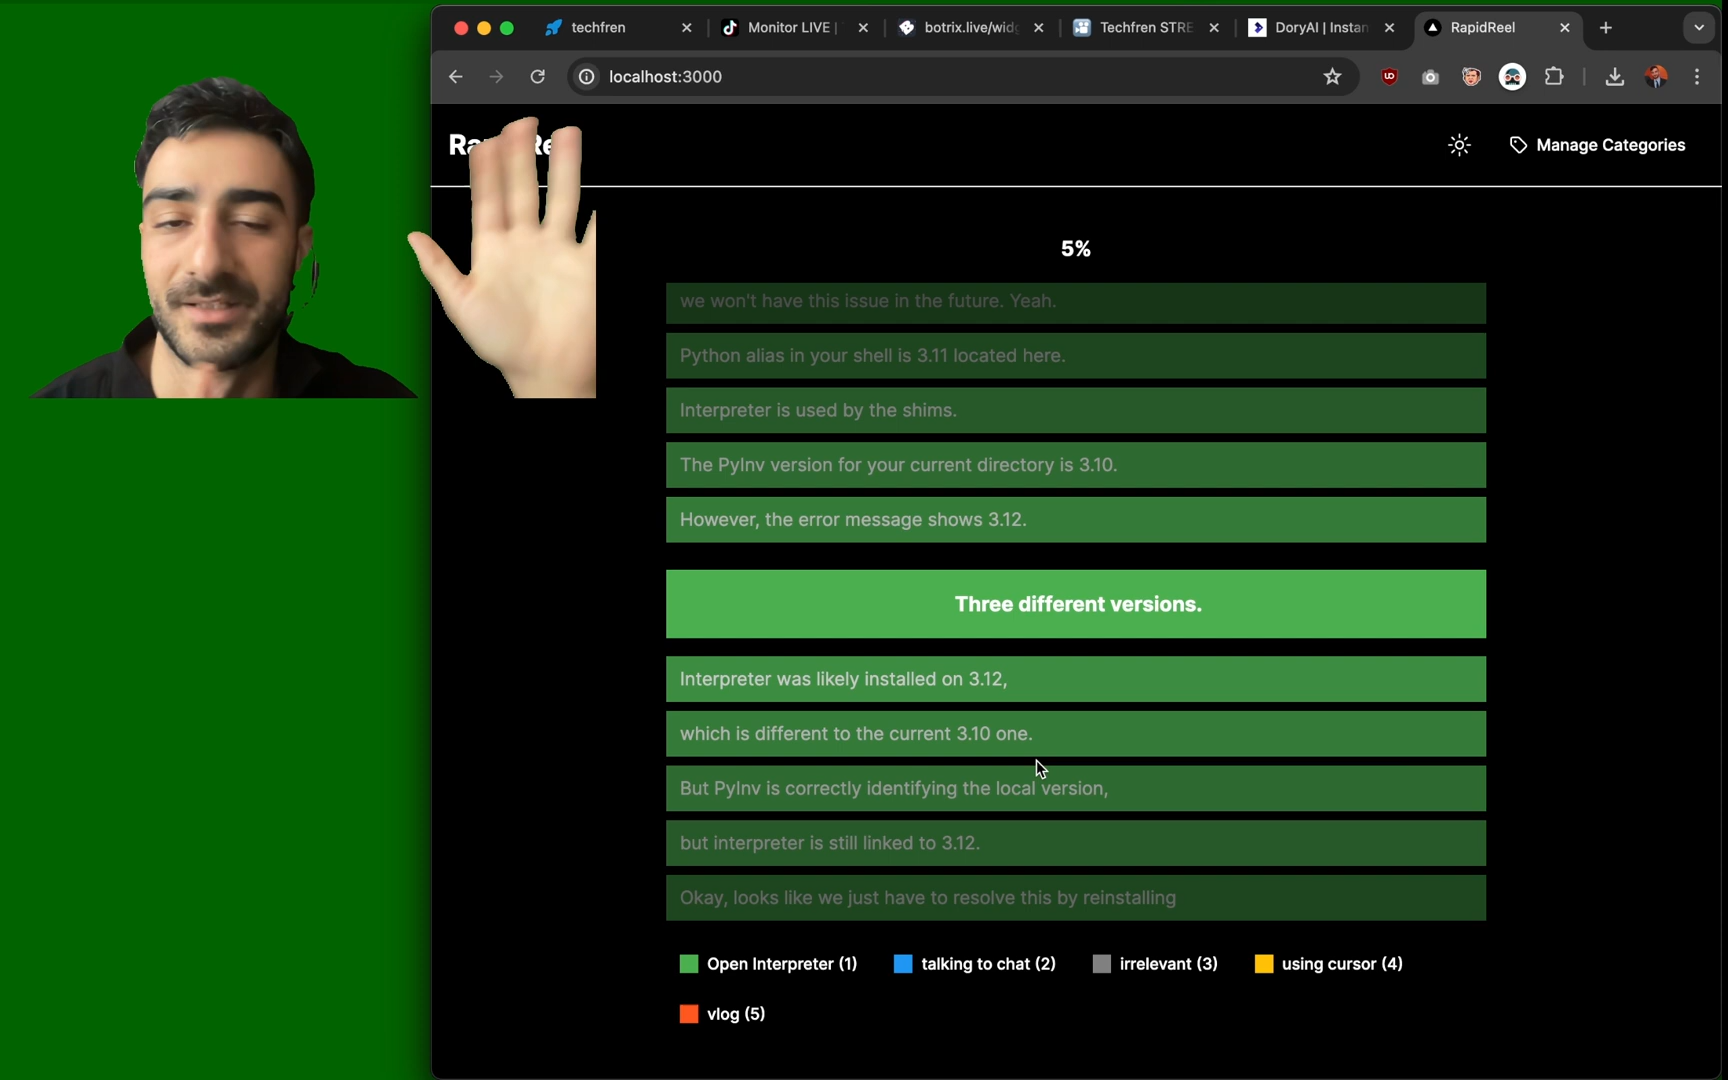 techfren
Monitor LIVE |
botrix.live/wid
Techfren STRE
DoryAI | Instan
RapidReel
localhost:3000
Manage Categories
5%
we won't have this issue in the future. Yeah.
Python alias in your shell is 3.11 located here.
Interpreter is used by the shims.
The PyInv version for your current directory is 3.10.
However, the error message shows 3.12.
Three different versions.
Interpreter was likely installed on 3.12,
which is different to the current 3.10 one.
But PyInv is correctly identifying the local version,
but interpreter is still linked to 3.12.
Okay, looks like we just have to resolve this by reinstalling
Open Interpreter (1)
talking to chat (2)
irrelevant (3)
using cursor (4)
vlog (5)